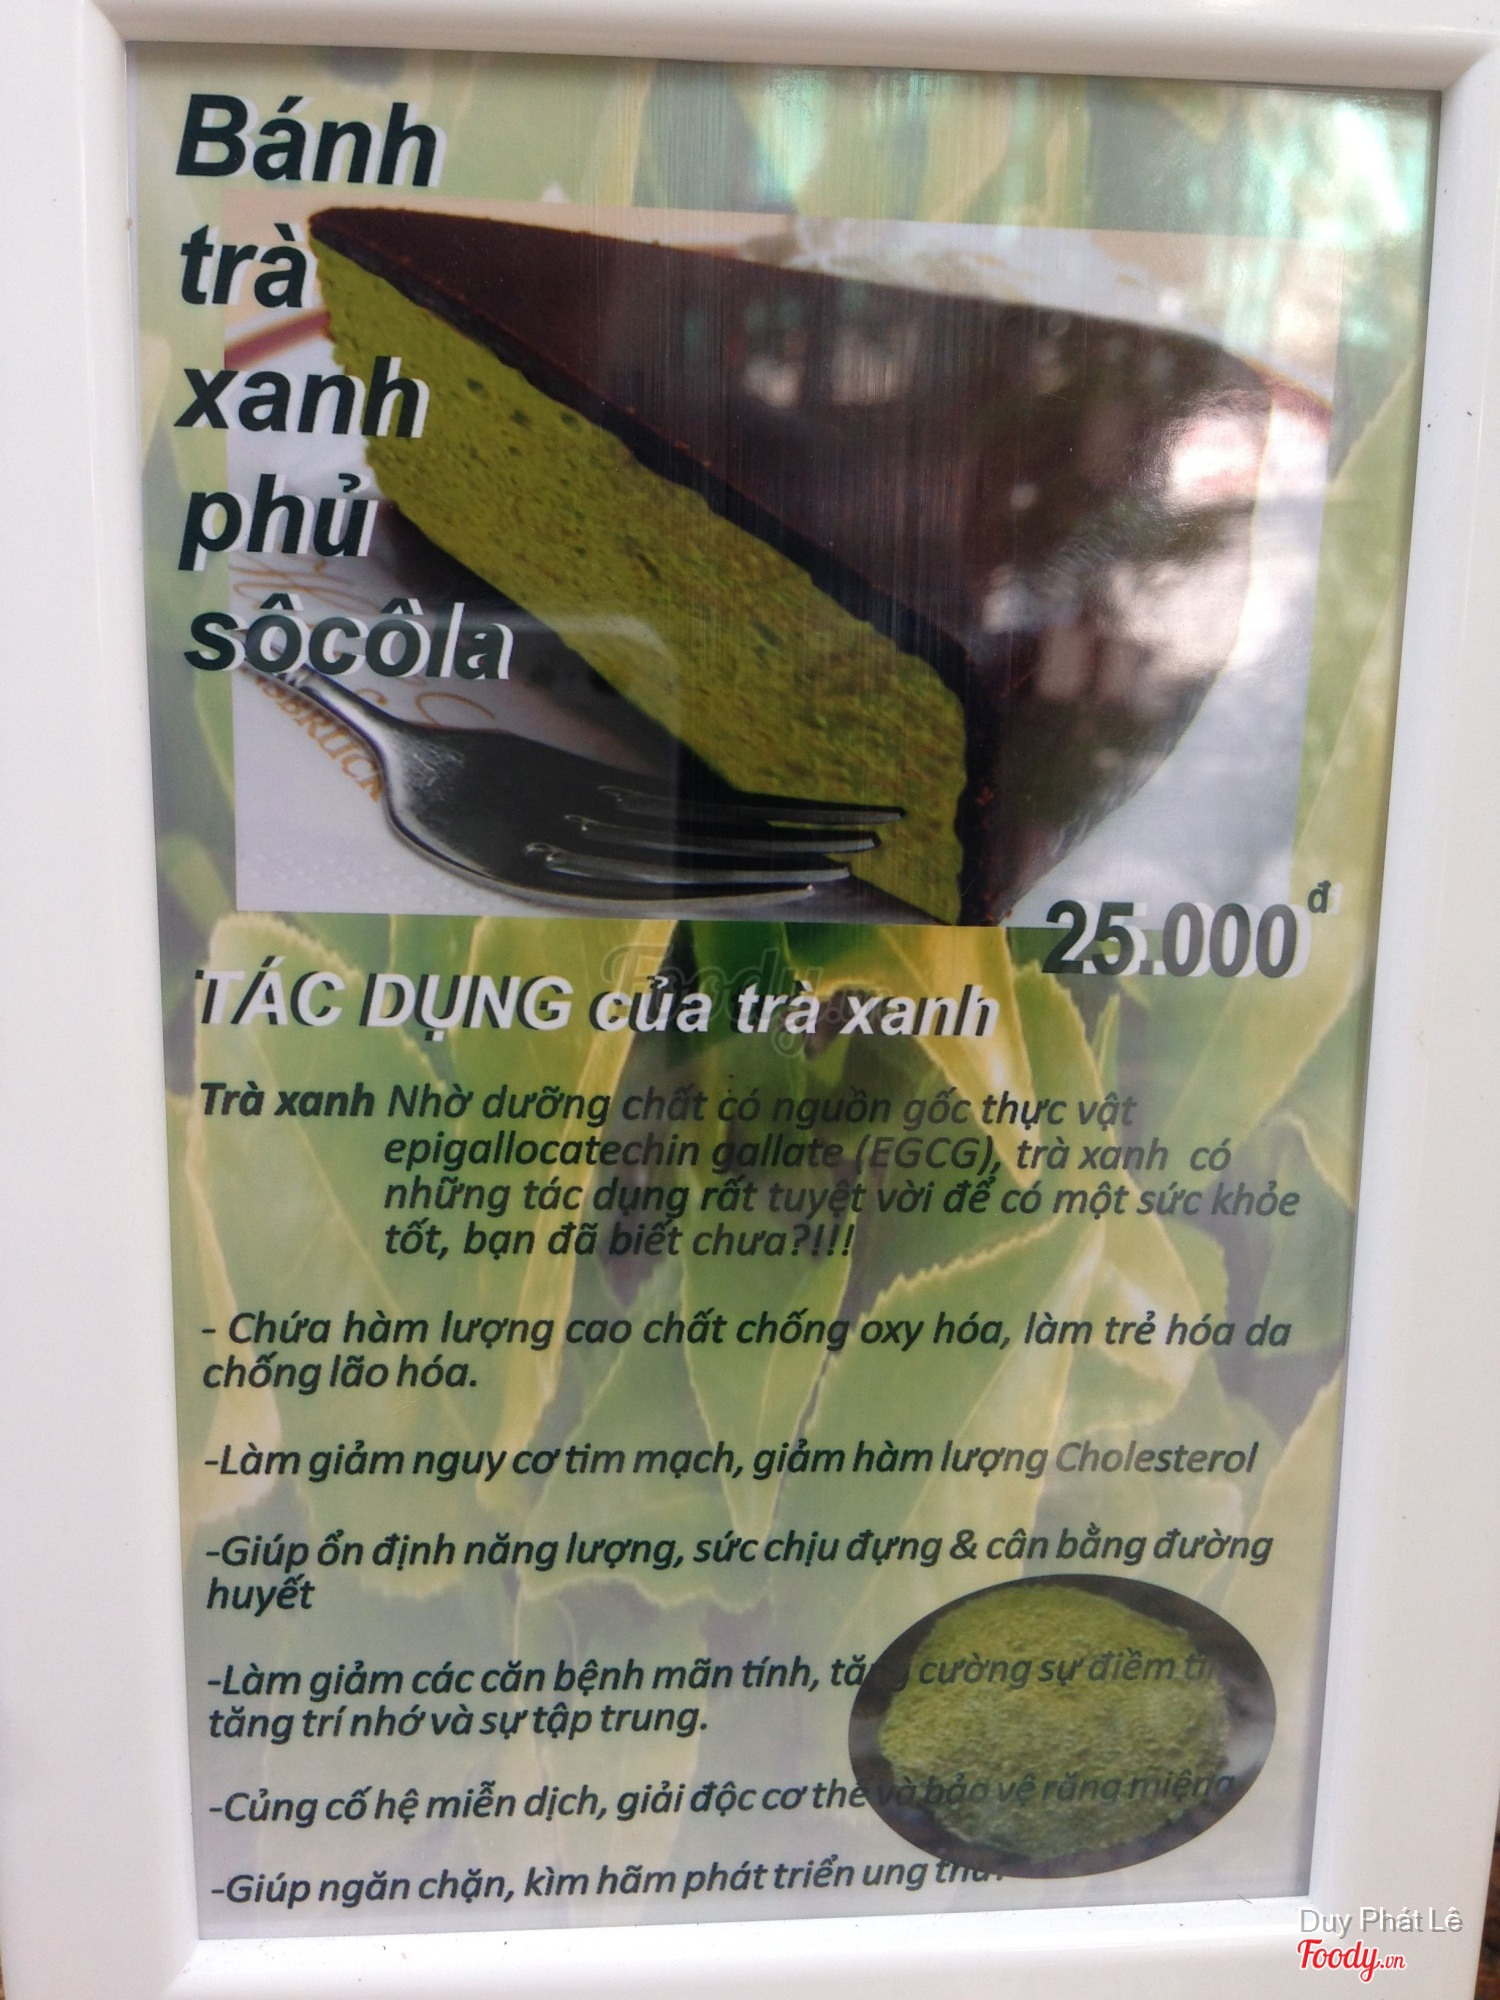 Bánh
trà
xanh
phủ
sôcôla
25.000đ
TÁC DỤNG của trà xanh
Trà xanh Nhờ dưỡng chất có nguồn gốc thực vật
epigallocatechin gallate (EGCG), trà xanh có
những tác dụng rất tuyệt vời để có một sức khỏe
tốt, bạn đã biết chưa?!!!
- Chứa hàm lượng cao chất chống oxy hóa, làm trẻ hóa da
chống lão hóa.
-Làm giảm nguy cơ tim mạch, giảm hàm lượng Cholesterol
-Giúp ổn định năng lượng, sức chịu đựng & cân bằng đường
huyết
-Làm giảm các căn bệnh mãn tính, tăng cường sự điềm
tăng trí nhớ và sự tập trung.
-Củng cố hệ miễn dịch, giải độc cơ thể và bảo vệ răng miệng
-Giúp ngăn chặn, kìm hãm phát triển ung thư.
Duy Phát Lê
Foody.vn